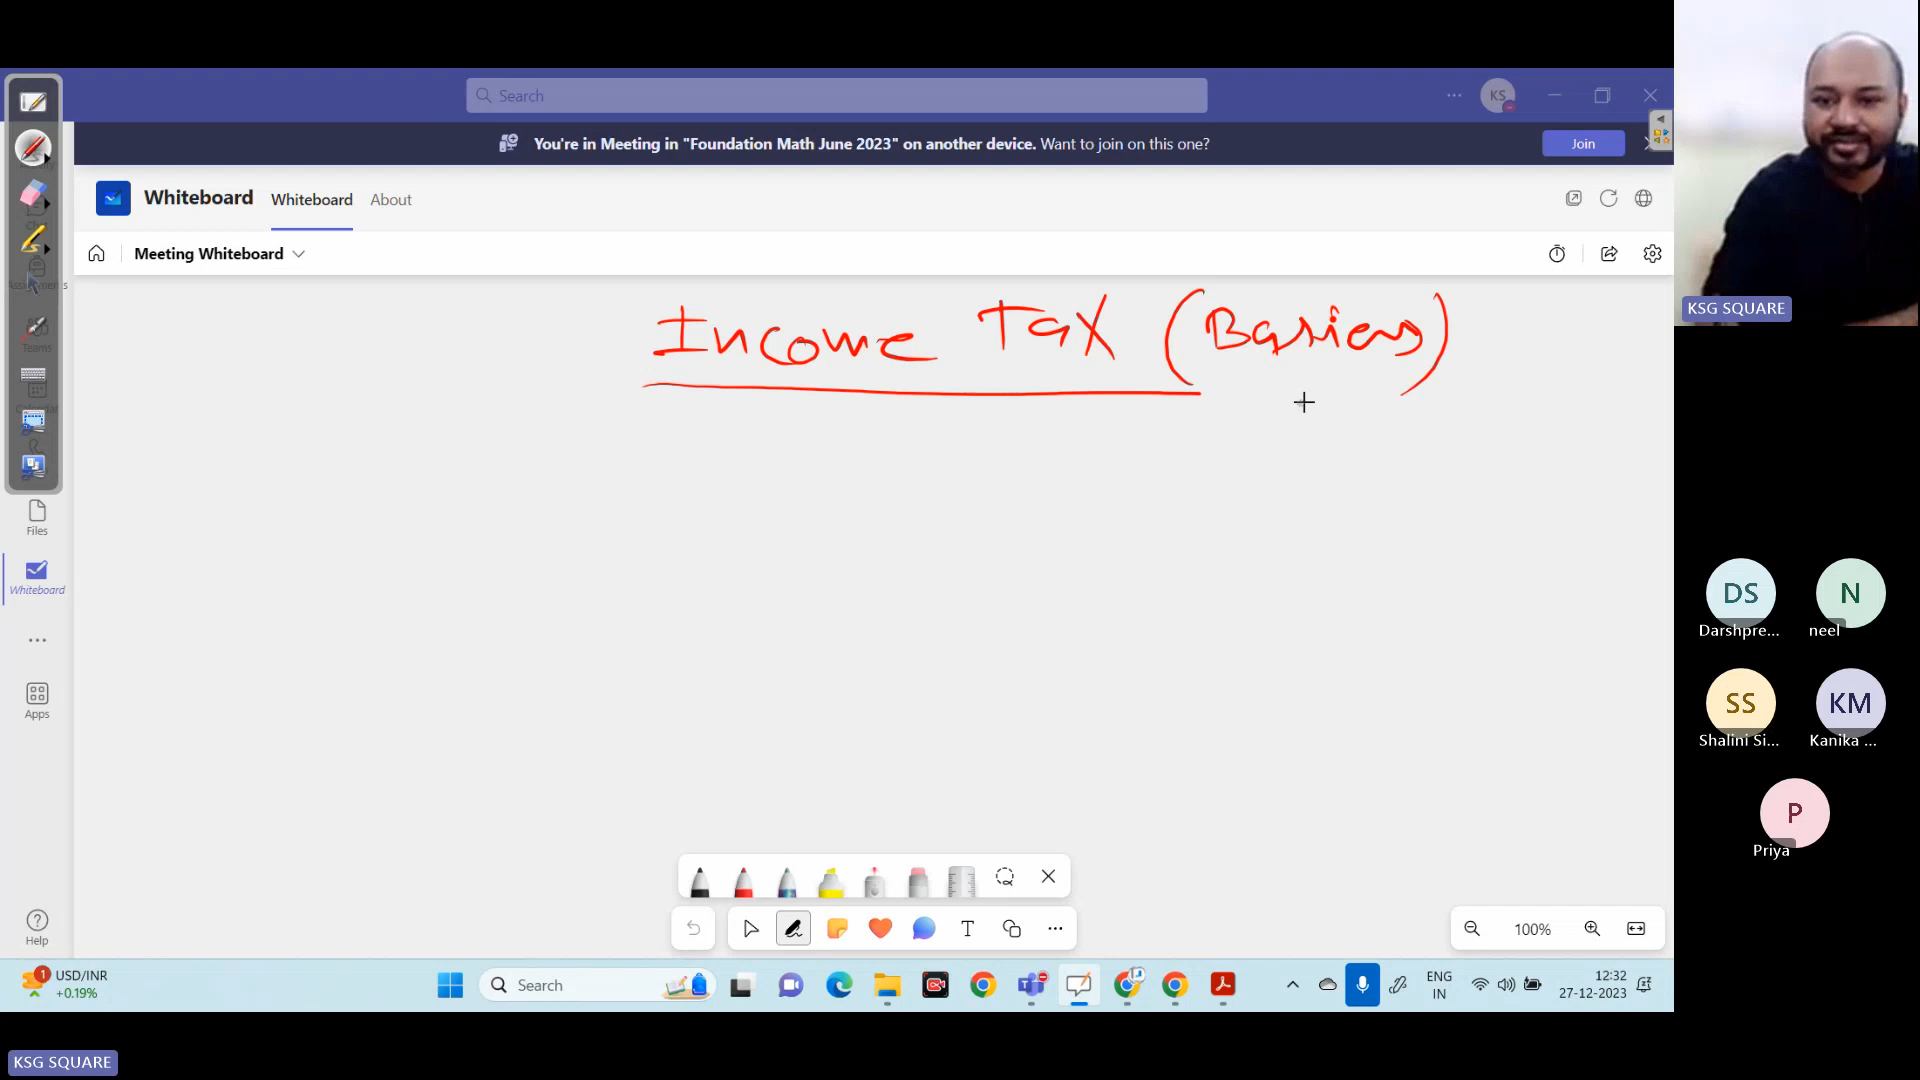 Search
KS
You're in Meeting in "Foundation Math June 2023" on another device. Want to join on this one?
Join
Whiteboard
Whiteboard
About
Meeting Whiteboard
Income Tax (Basics)
KSG SQUARE
Teams
Files
Whiteboard
Apps
Help
DS
Darshpre...
N
neel
SS
Shalini Si...
KM
Kanika ...
P
Priya
100%
1
USD/INR
+0.19%
Search
ENG
IN
12:32
27-12-2023
KSG SQUARE